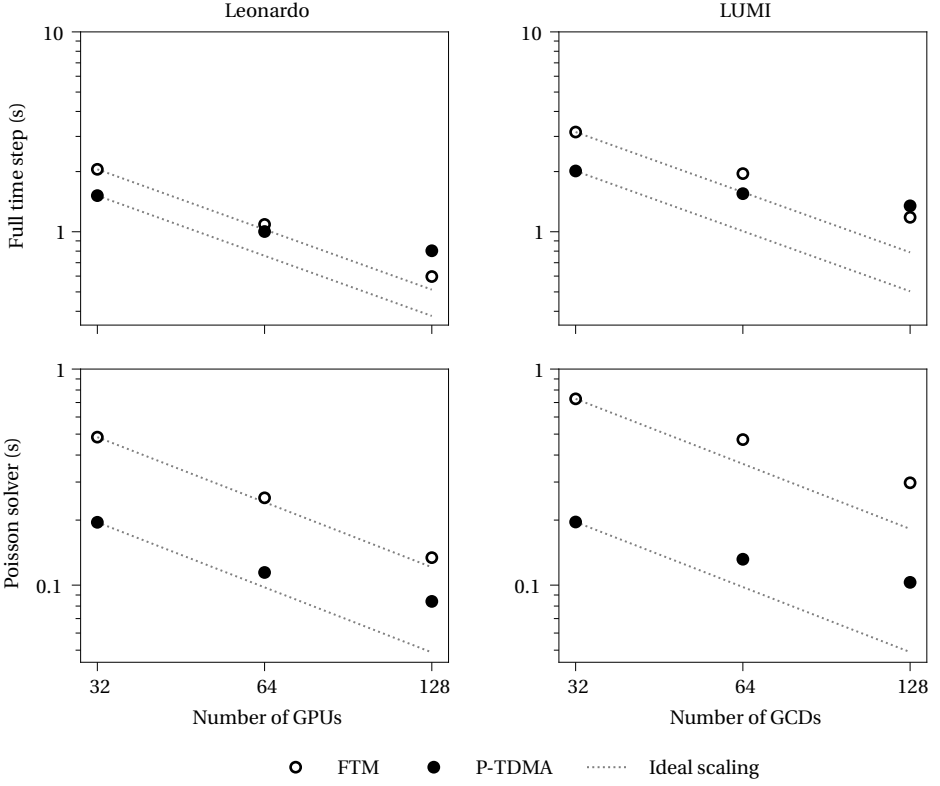 Leonardo
LUMI
Full time step (s)
10
1
10
1
Poisson solver (s)
1
0.1
1
0.1
32
64
128
32
64
128
Number of GPUs
Number of GCDs
FTM
P-TDMA
Ideal scaling